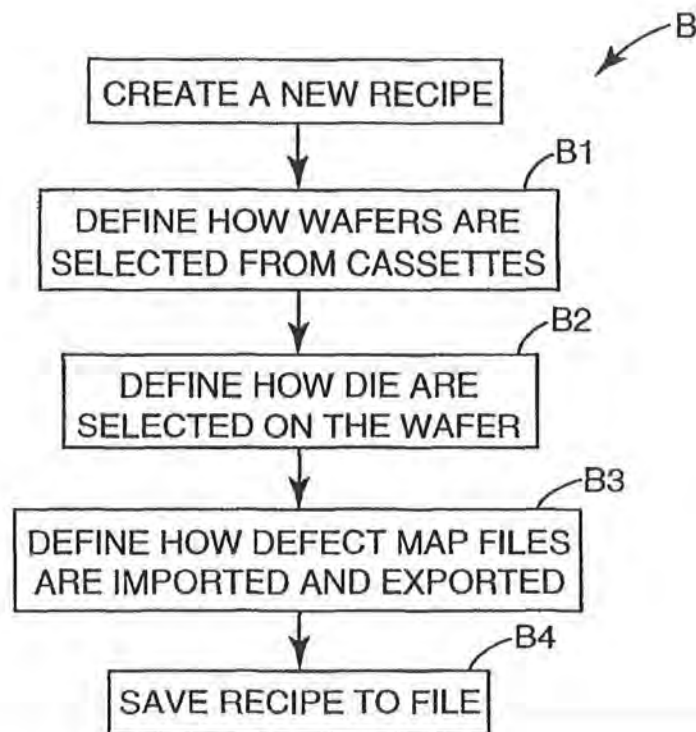 B
CREATE A NEW RECIPE
B1
DEFINE HOW WAFERS ARE
SELECTED FROM CASSETTES
B2
DEFINE HOW DIE ARE
SELECTED ON THE WAFER
B3
DEFINE HOW DEFECT MAP FILES
ARE IMPORTED AND EXPORTED
B4
SAVE RECIPE TO FILE